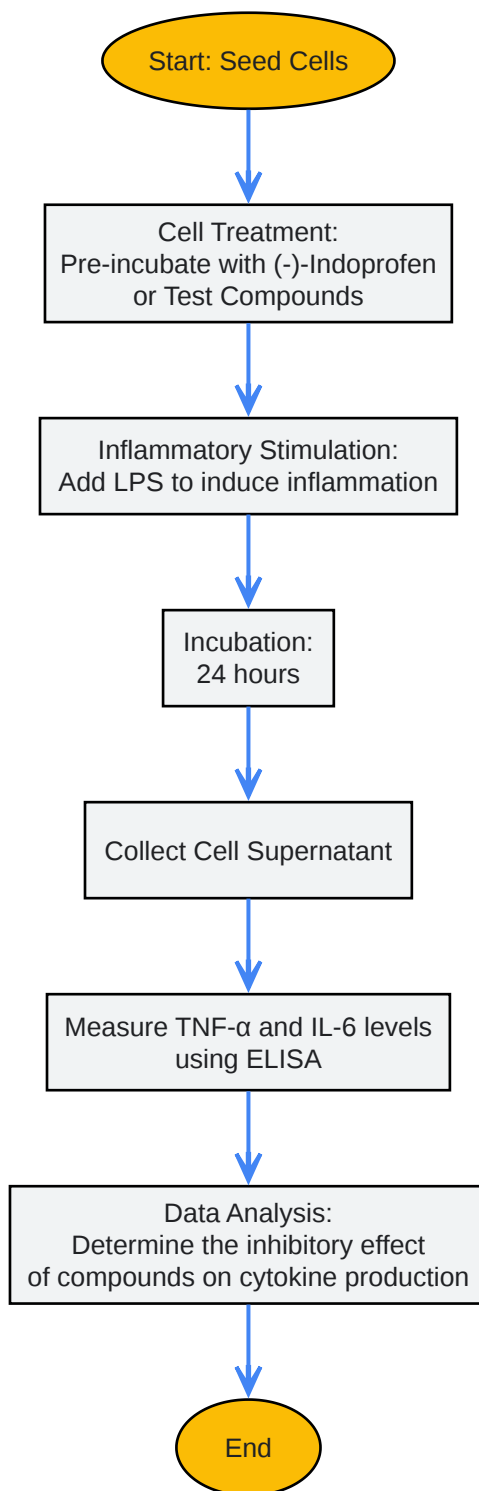 Start: Seed Cells
Cell Treatment:
Pre-incubate with (-)-Indoprofen
or Test Compounds
Inflammatory Stimulation:
Add LPS to induce inflammation
Incubation:
24 hours
Collect Cell Supernatant
Measure TNF-α and IL-6 levels
using ELISA
Data Analysis:
Determine the inhibitory effect
of compounds on cytokine production
End